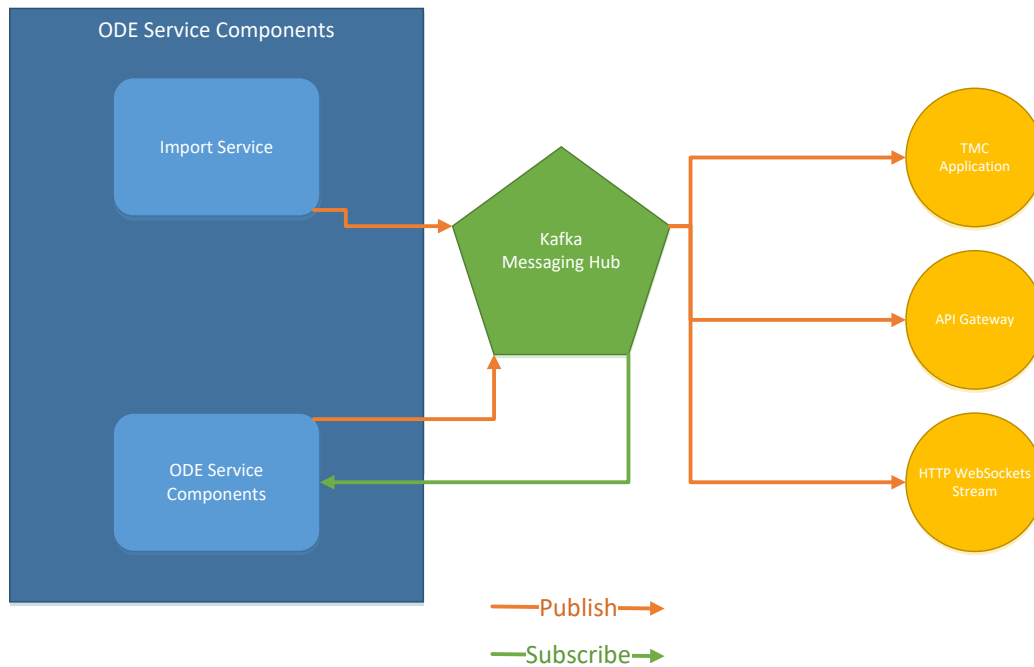 ODE Service Components
Import Service
Kafka
Messaging Hub
TMC
Application
API Gateway
ODE Service
Components
HTTP WebSockets
Stream
Publish
Subscribe